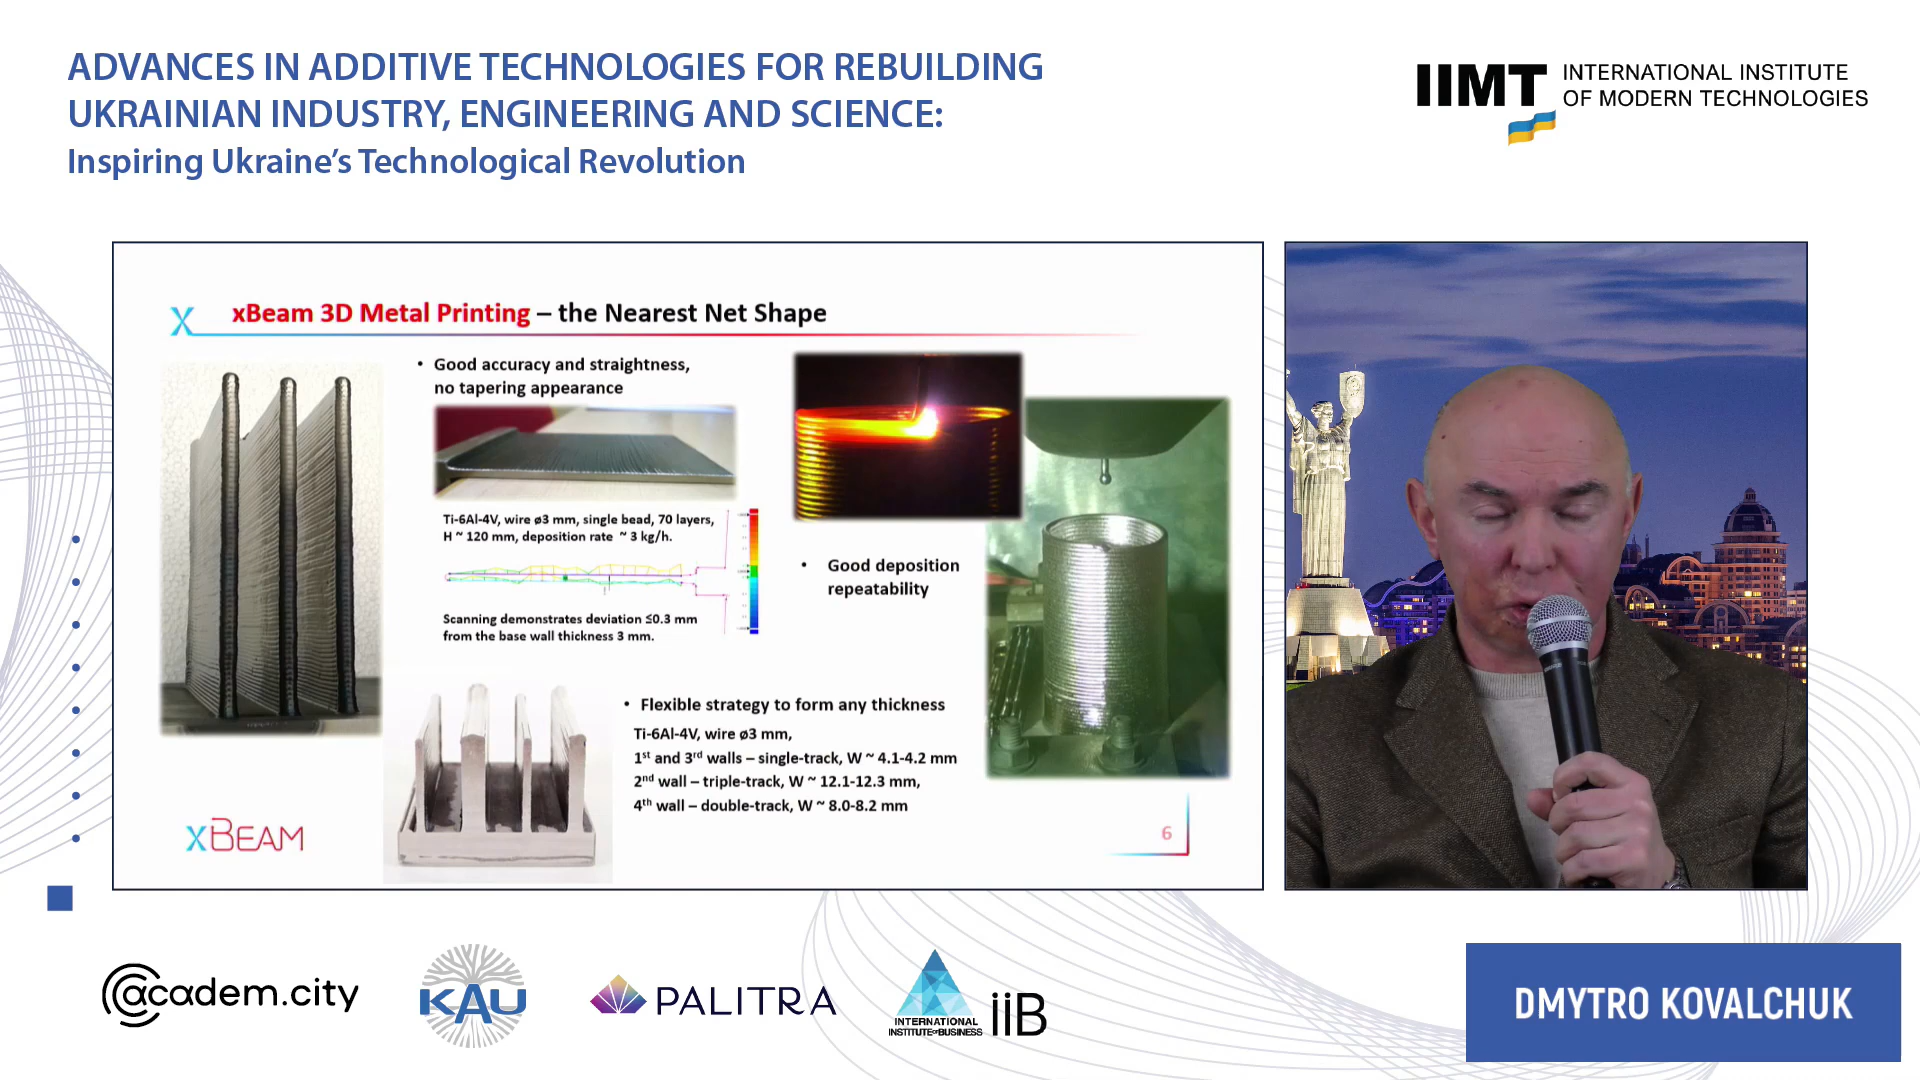 ADVANCES IN ADDITIVE TECHNOLOGIES FOR REBUILDING
UKRAINIAN INDUSTRY, ENGINEERING AND SCIENCE:
Inspiring Ukraine’s Technological Revolution
IIMT
INTERNATIONAL INSTITUTE
OF MODERN TECHNOLOGIES
X
xBeam 3D Metal Printing – the Nearest Net Shape
• Good accuracy and straightness,
no tapering appearance
Ti-6Al-4V, wire ø3 mm, single bead, 70 layers,
H ~ 120 mm, deposition rate ~ 3 kg/h.
Scanning demonstrates deviation ≤0.3 mm
from the base wall thickness 3 mm.
• Good deposition
repeatability
• Flexible strategy to form any thickness
Ti-6Al-4V, wire ø3 mm,
1st and 3rd walls – single-track, W ~ 4.1-4.2 mm
2nd wall – triple-track, W ~ 12.1-12.3 mm,
4th wall – double-track, W ~ 8.0-8.2 mm
xBEAM
6
@cadem.city
KAU
PALITRA
INTERNATIONAL
INSTITUTE OF BUSINESS
iiB
DMYTRO KOVALCHUK